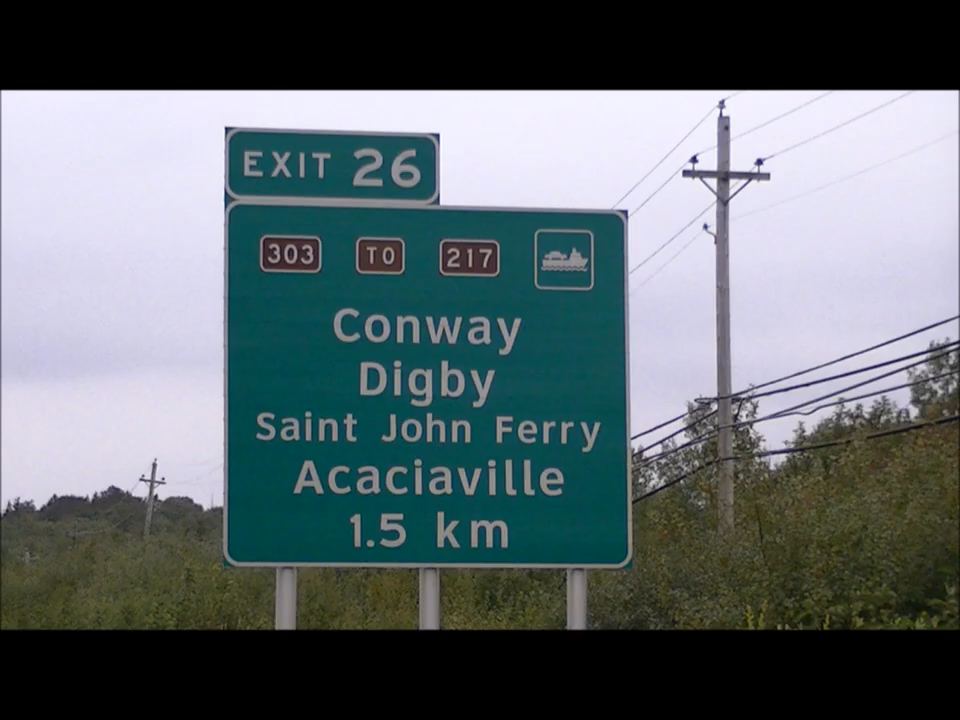 EXIT 26
303 TO 217
Conway
Digby
Saint John Ferry
Acaciaville
1.5 km